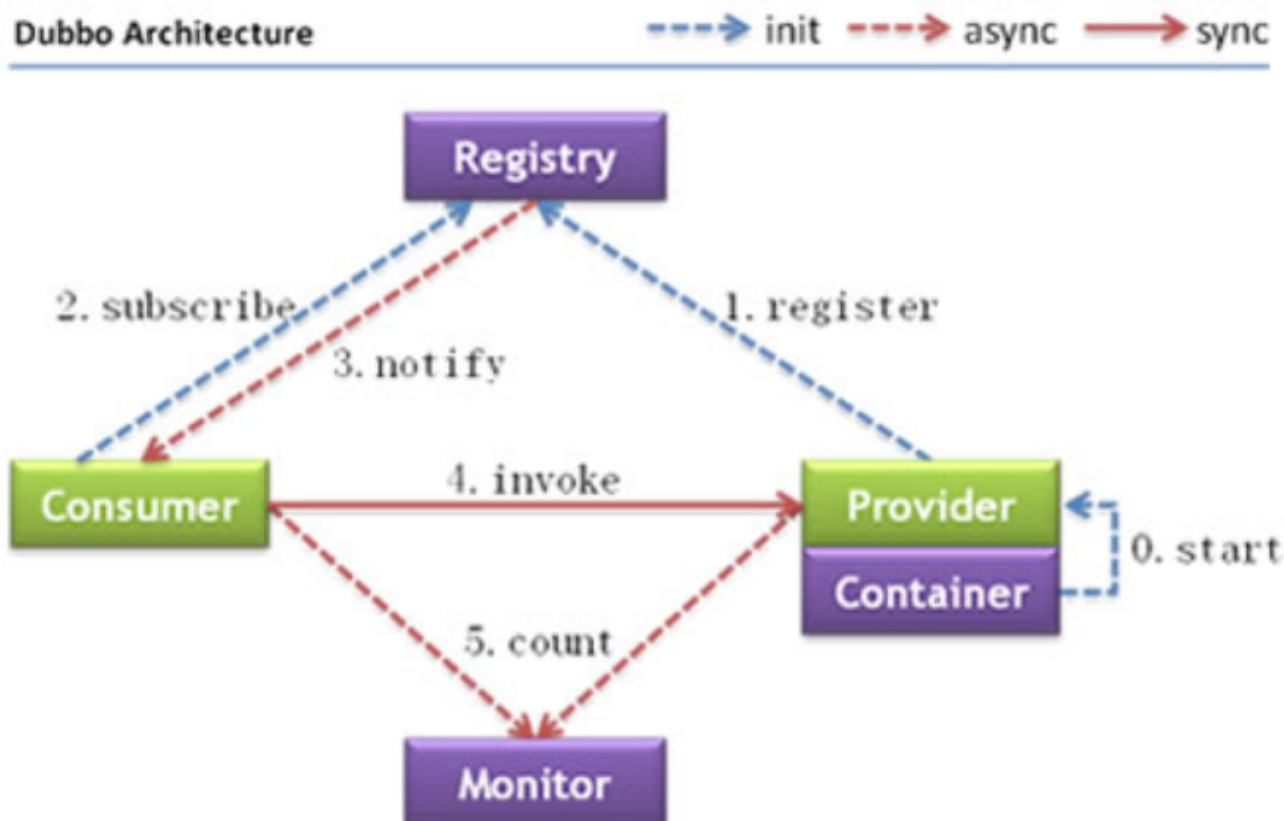 Dubbo Architecture
init
async
sync
Registry
2. subscribe
1. register
3. notify
4. invoke
Consumer
Provider
0. start
Container
5. count
Monitor